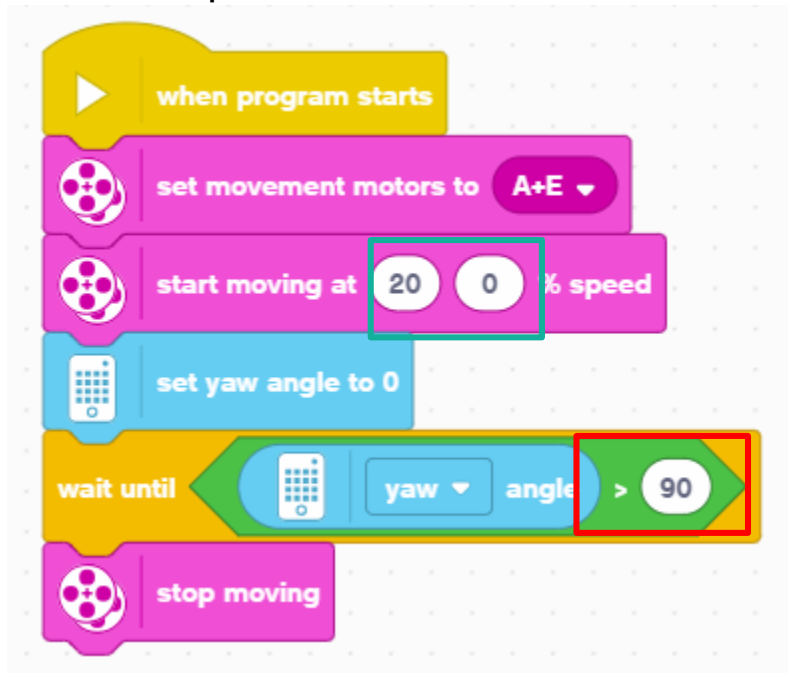 when program starts
set movement motors to A+E
start moving at 20 0 % speed
set yaw angle to 0
wait until yaw angle > 90
stop moving